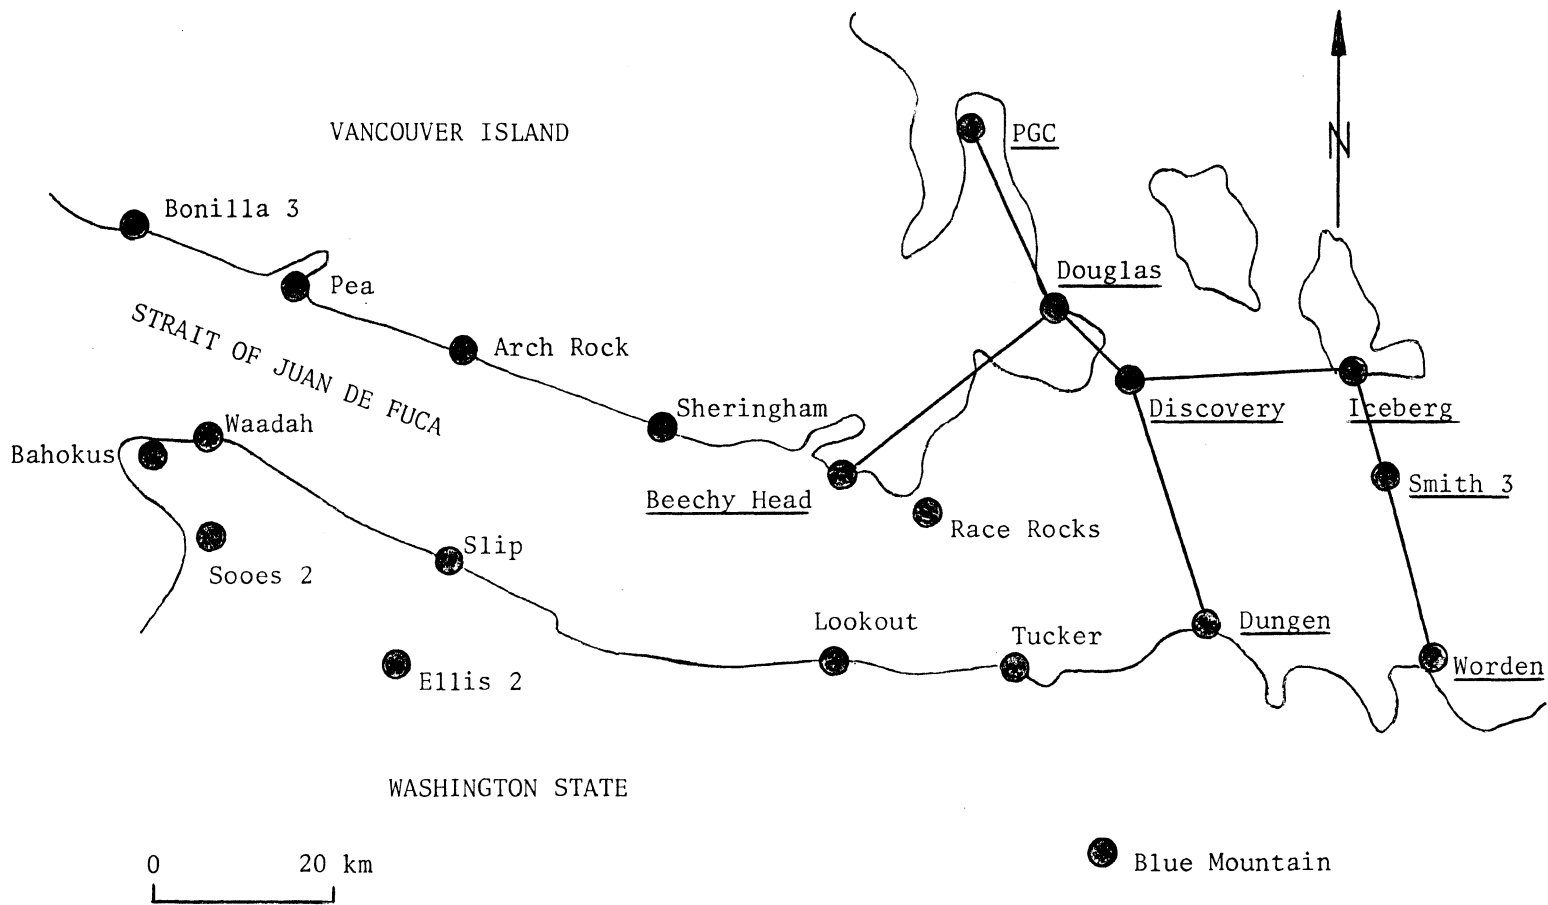 VANCOUVER ISLAND
PGC
N
Bonilla 3
Pea
Douglas
STRAIT OF JUAN DE FUCA
Arch Rock
Sheringham
Discovery
Iceberg
Waadah
Bahokus
Smith 3
Beechy Head
Race Rocks
Slip
Sooes 2
Lookout
Tucker
Dungen
Ellis 2
Worden
WASHINGTON STATE
0 20 km
Blue Mountain